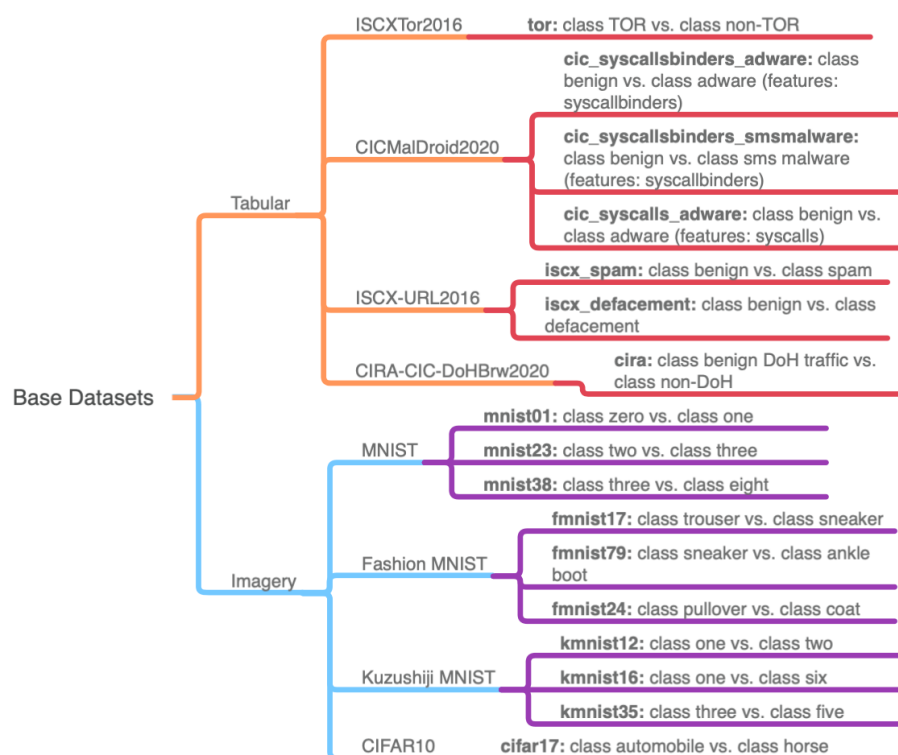 ISCXTor2016
tor: class TOR vs. class non-TOR
cic_syscallsbinders_adware: class
benign vs. class adware (features:
syscallbinders)
CICMalDroid2020
cic_syscallsbinders_smsmalware:
class benign vs. class sms malware
(features: syscallbinders)
Tabular
cic_syscalls_adware: class benign vs.
class adware (features: syscalls)
iscx_spam: class benign vs. class spam
ISCX-URL2016
iscx_defacement: class benign vs. class
defacement
CIRA-CIC-DoHBrw2020
cira: class benign DoH traffic vs.
class non-DoH
Base Datasets
mnist01: class zero vs. class one
MNIST
mnist23: class two vs. class three
mnist38: class three vs. class eight
fmnist17: class trouser vs. class sneaker
Fashion MNIST
fmnist79: class sneaker vs. class ankle
boot
Imagery
fmnist24: class pullover vs. class coat
kmnist12: class one vs. class two
Kuzushiji MNIST
kmnist16: class one vs. class six
kmnist35: class three vs. class five
CIFAR10
cifar17: class automobile vs. class horse